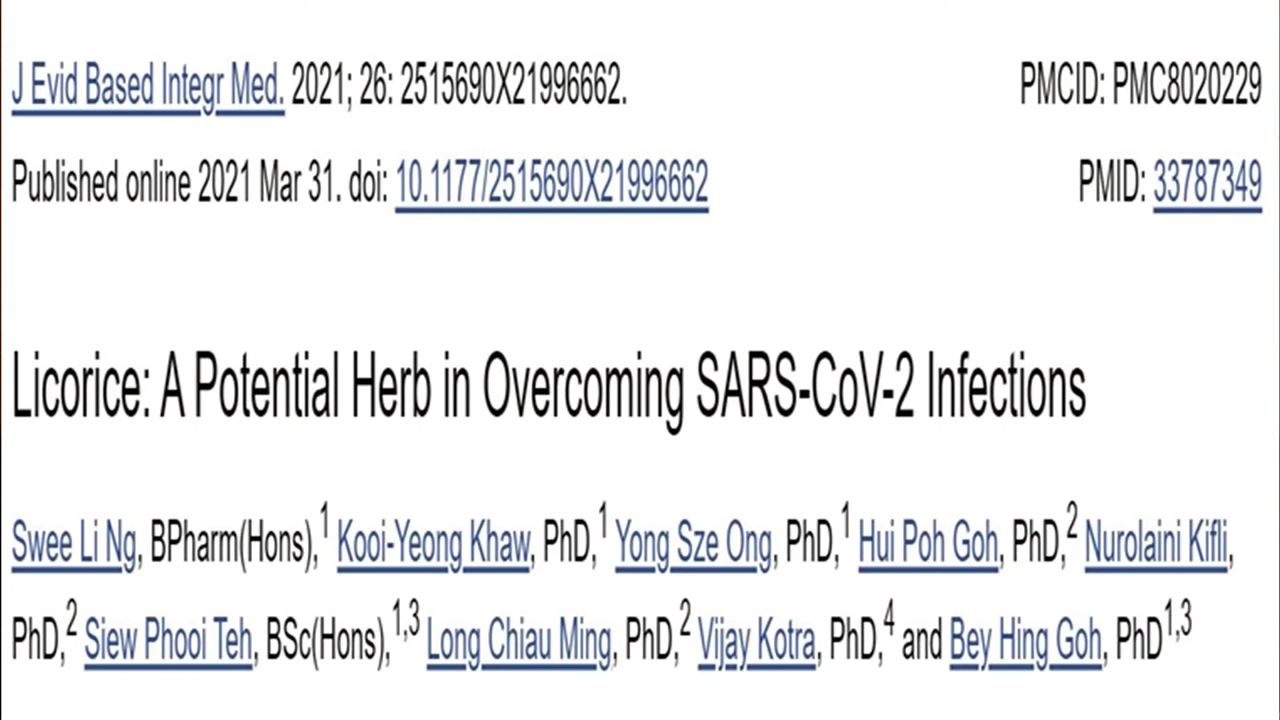 J Evid Based Integr Med. 2021; 26: 2515690X21996662. PMCID: PMC8020229
Published online 2021 Mar 31. doi: 10.1177/2515690X21996662 PMID: 33787349
Licorice: A Potential Herb in Overcoming SARS-CoV-2 Infections
Swee Li Ng, BPharm(Hons),1 Kooi-Yeong Khaw, PhD,1 Yong Sze Ong, PhD,1 Hui Poh Goh, PhD,2 Nurolaini Kifli,
PhD,2 Siew Phooi Teh, BSc(Hons),1,3 Long Chiau Ming, PhD,2 Vijay Kotra, PhD,4 and Bey Hing Goh, PhD1,3